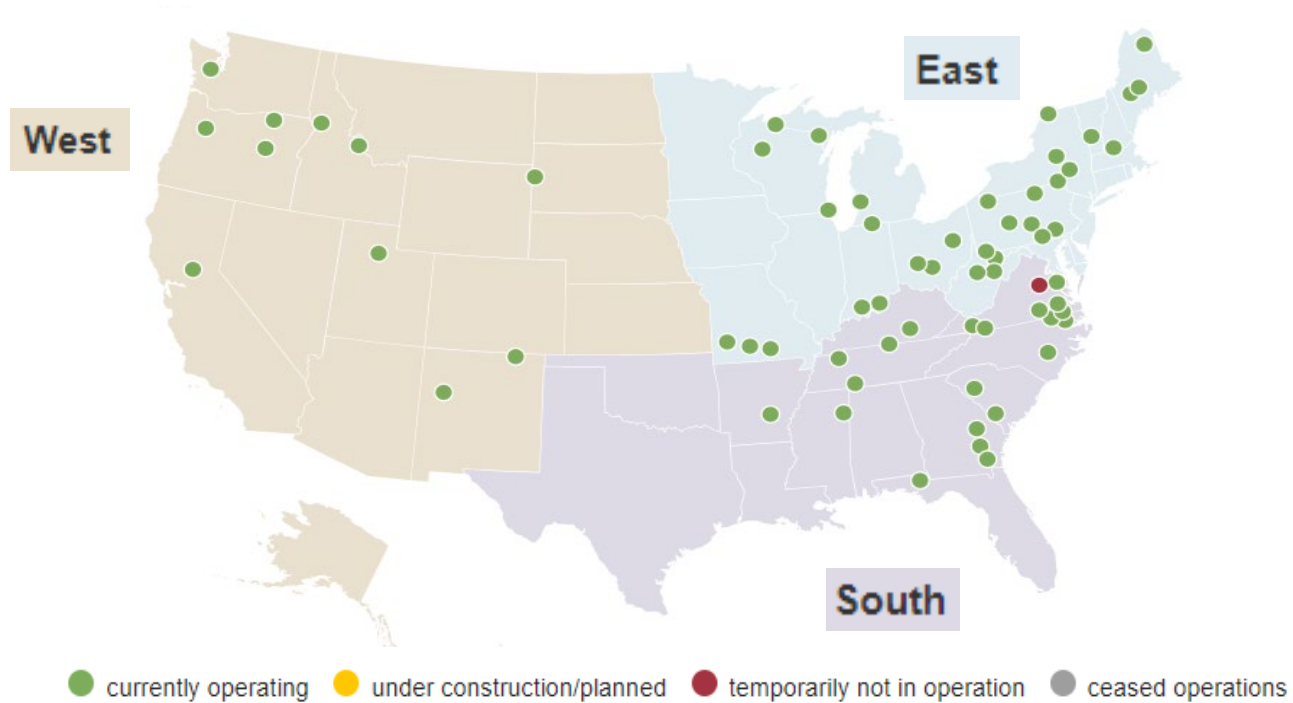 East
West
South
currently operating
under construction/planned
temporarily not in operation
ceased operations